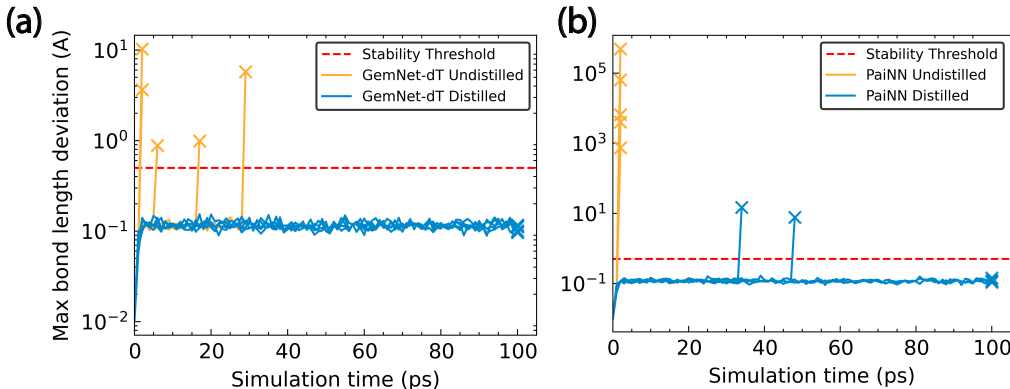 (a)
Max bond length deviation (A)
10¹
10⁰
10⁻¹
10⁻²
Stability Threshold
GemNet-dT Undistilled
GemNet-dT Distilled
0 20 40 60 80 100
Simulation time (ps)
(b)
10⁵
10³
10¹
10⁻¹
Stability Threshold
PaiNN Undistilled
PaiNN Distilled
0 20 40 60 80 100
Simulation time (ps)